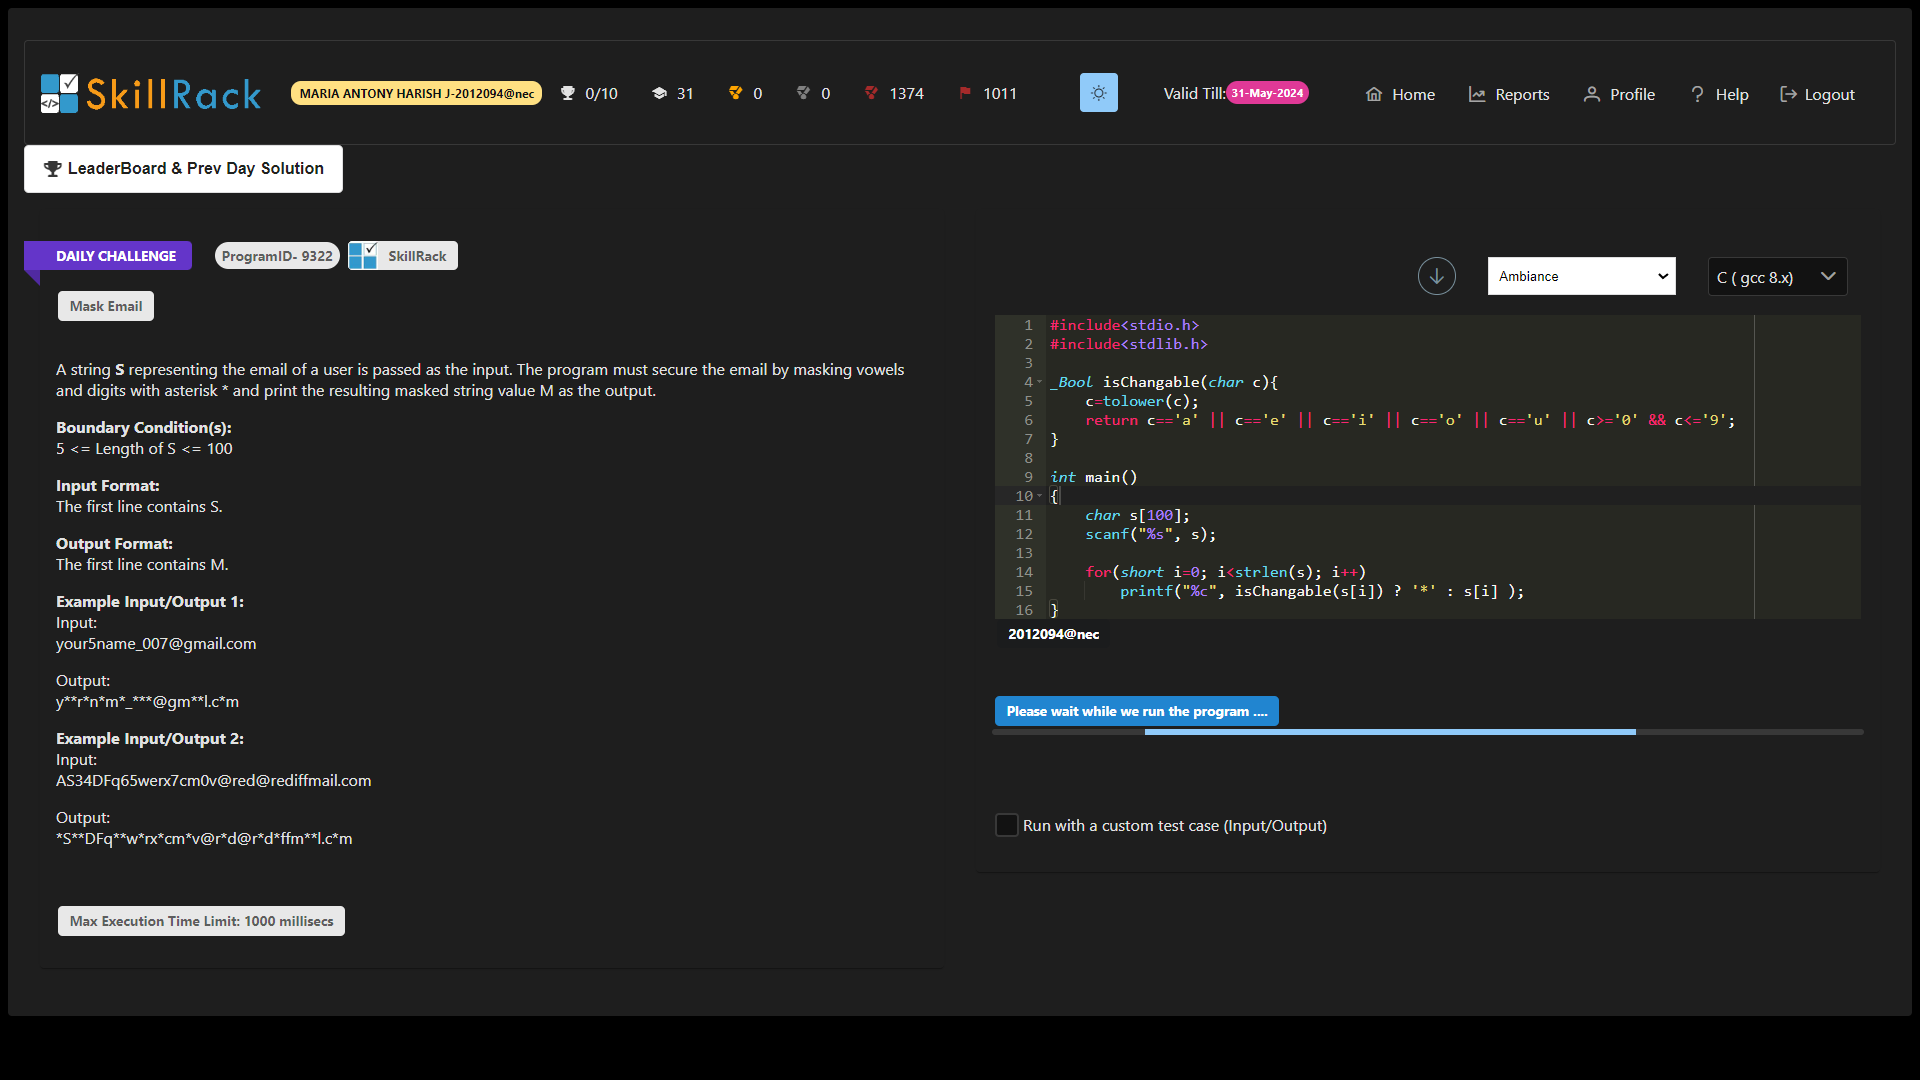 SkillRack
MARIA ANTONY HARISH J-2012094@nec
0/10
31
0
0
1374
1011
Valid Till: 31-May-2024
Home
Reports
Profile
Help
Logout
LeaderBoard & Prev Day Solution
DAILY CHALLENGE
ProgramID- 9322
SkillRack
Mask Email
A string S representing the email of a user is passed as the input. The program must secure the email by masking vowels
and digits with asterisk * and print the resulting masked string value M as the output.
Boundary Condition(s):
5 <= Length of S <= 100
Input Format:
The first line contains S.
Output Format:
The first line contains M.
Example Input/Output 1:
Input:
your5name_007@gmail.com
Output:
y**r*n*m*_***@gm**l.c*m
Example Input/Output 2:
Input:
AS34DFq65werx7cm0v@red@rediffmail.com
Output:
*S**DFq**w*rx*cm*v@r*d@r*d*ffm**l.c*m
Max Execution Time Limit: 1000 millisecs
Ambiance
C ( gcc 8.x)
1 #include<stdio.h>
2 #include<stdlib.h>
3
4 _Bool isChangable(char c){
5     c=tolower(c);
6     return c=='a' || c=='e' || c=='i' || c=='o' || c=='u' || c>='0' && c<='9';
7 }
8
9 int main()
10 {
11     char s[100];
12     scanf("%s", s);
13
14     for(short i=0; i<strlen(s); i++)
15         printf("%c", isChangable(s[i]) ? '*' : s[i] );
16 }
2012094@nec
Please wait while we run the program ....
Run with a custom test case (Input/Output)